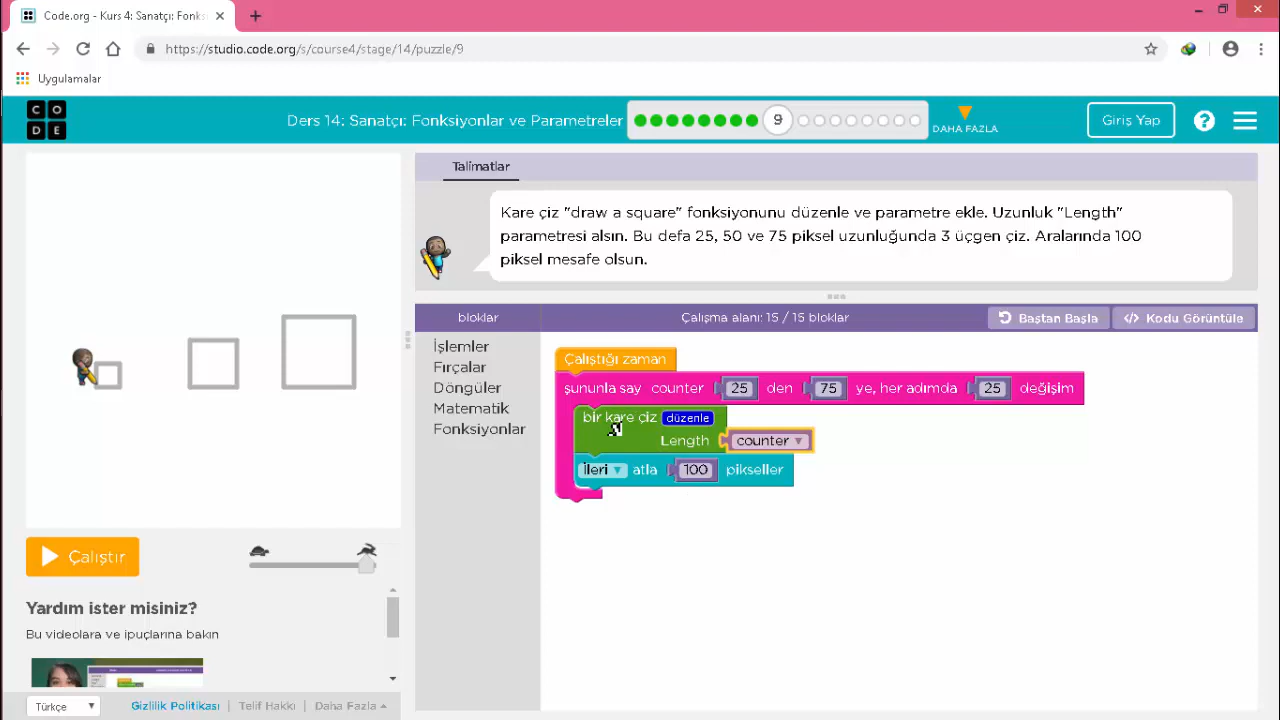 Code.org - Kurs 4: Sanatçı: Fonks
https://studio.code.org/s/course4/stage/14/puzzle/9
Uygulamalar
C O
D E
Ders 14: Sanatçı: Fonksiyonlar ve Parametreler
9
DAHA FAZLA
Giriş Yap
?
Talimatlar
Kare çiz "draw a square" fonksiyonunu düzenle ve parametre ekle. Uzunluk "Length"
parametresi alsın. Bu defa 25, 50 ve 75 piksel uzunluğunda 3 üçgen çiz. Aralarında 100
piksel mesafe olsun.
bloklar
Çalışma alanı: 15 / 15 bloklar
Baştan Başla
</> Kodu Görüntüle
İşlemler
Fırçalar
Döngüler
Matematik
Fonksiyonlar
Çalıştığı zaman
şununla say counter 25 den 75 ye, her adımda 25 değişim
bir kare çiz düzenle
Length counter
İleri atla 100 pikseller
Çalıştır
Yardım ister misiniz?
Bu videolara ve ipuçlarına bakın
Türkçe
Gizlilik Politikası | Telif Hakkı | Daha Fazla